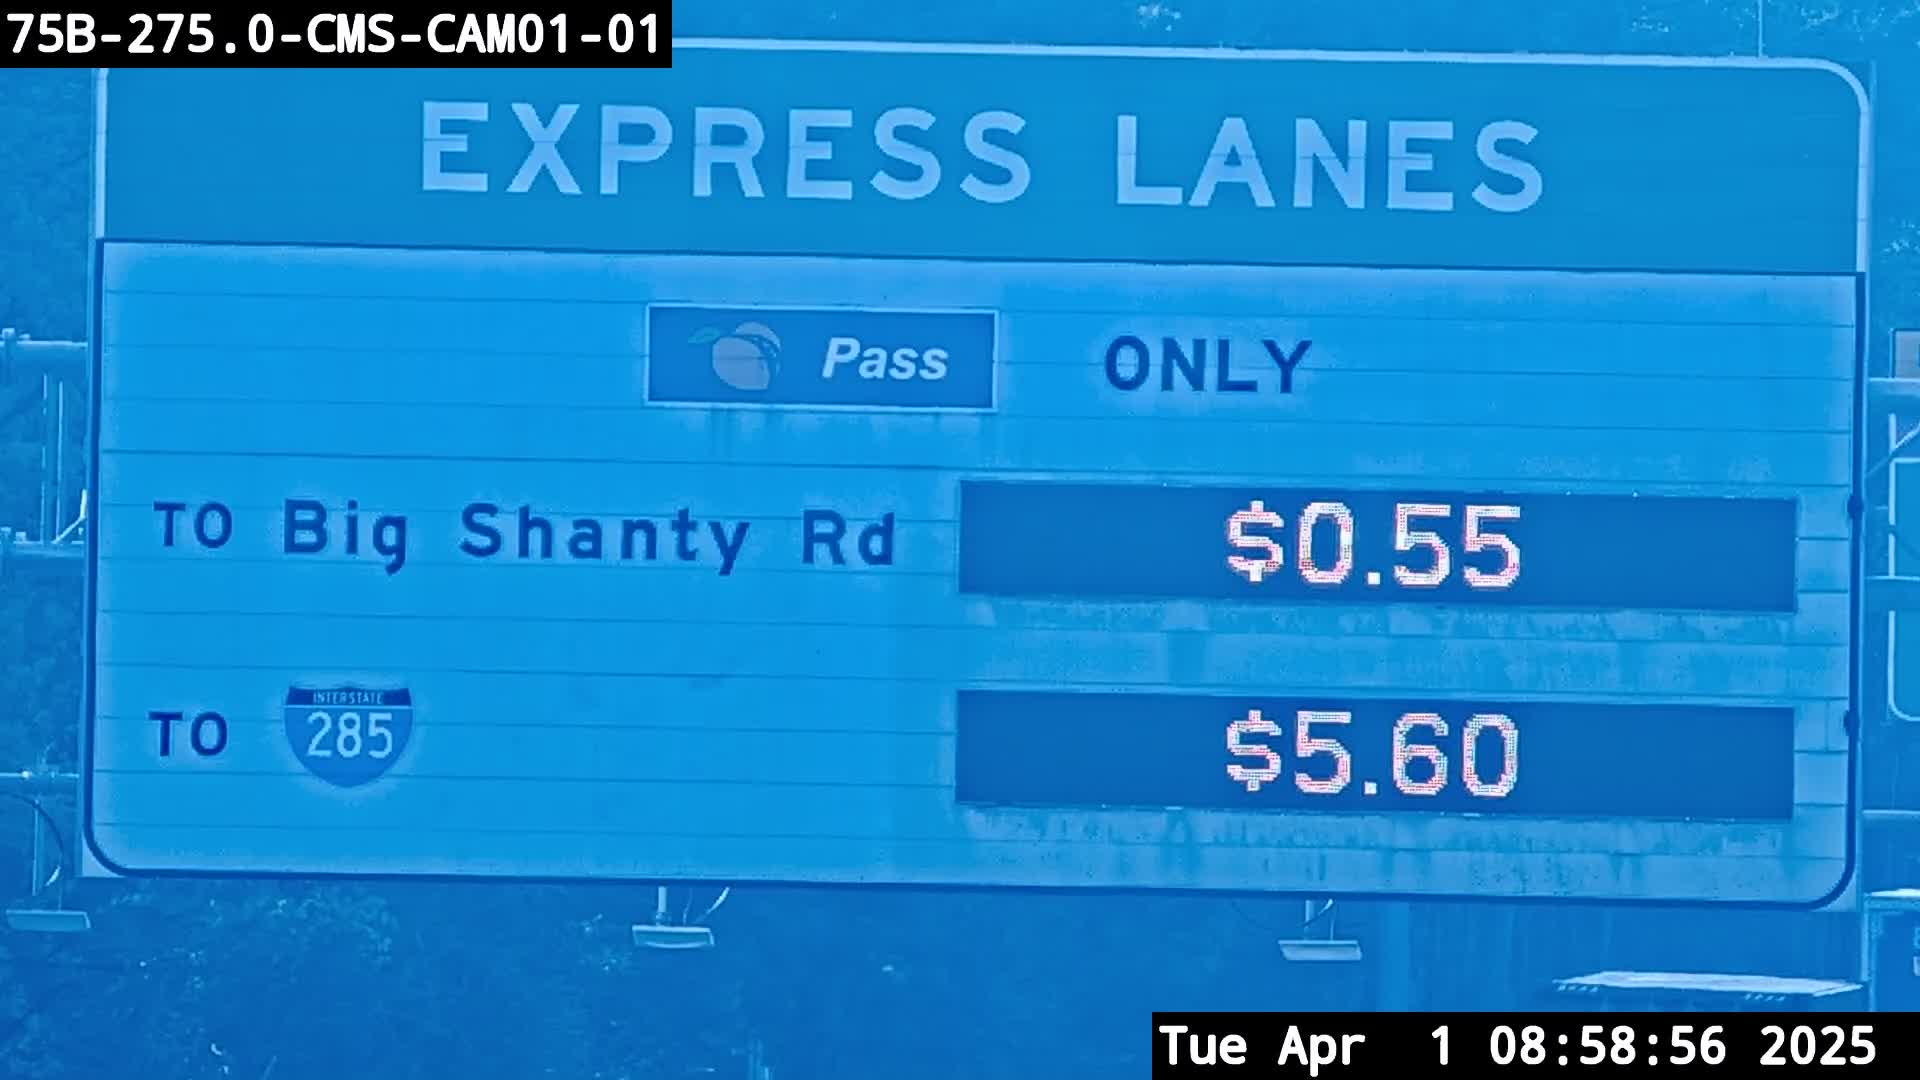 75B-275.0-CMS-CAM01-01
EXPRESS LANES
Pass ONLY
TO Big Shanty Rd $0.55
INTERSTATE
TO 285 $5.60
Tue Apr 1 08:58:56 2025